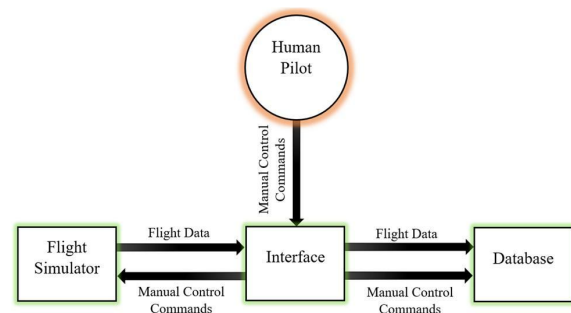 Human
Pilot
Manual Control
Commands
Flight
Simulator
Flight Data
Manual Control
Commands
Interface
Flight Data
Manual Control
Commands
Database